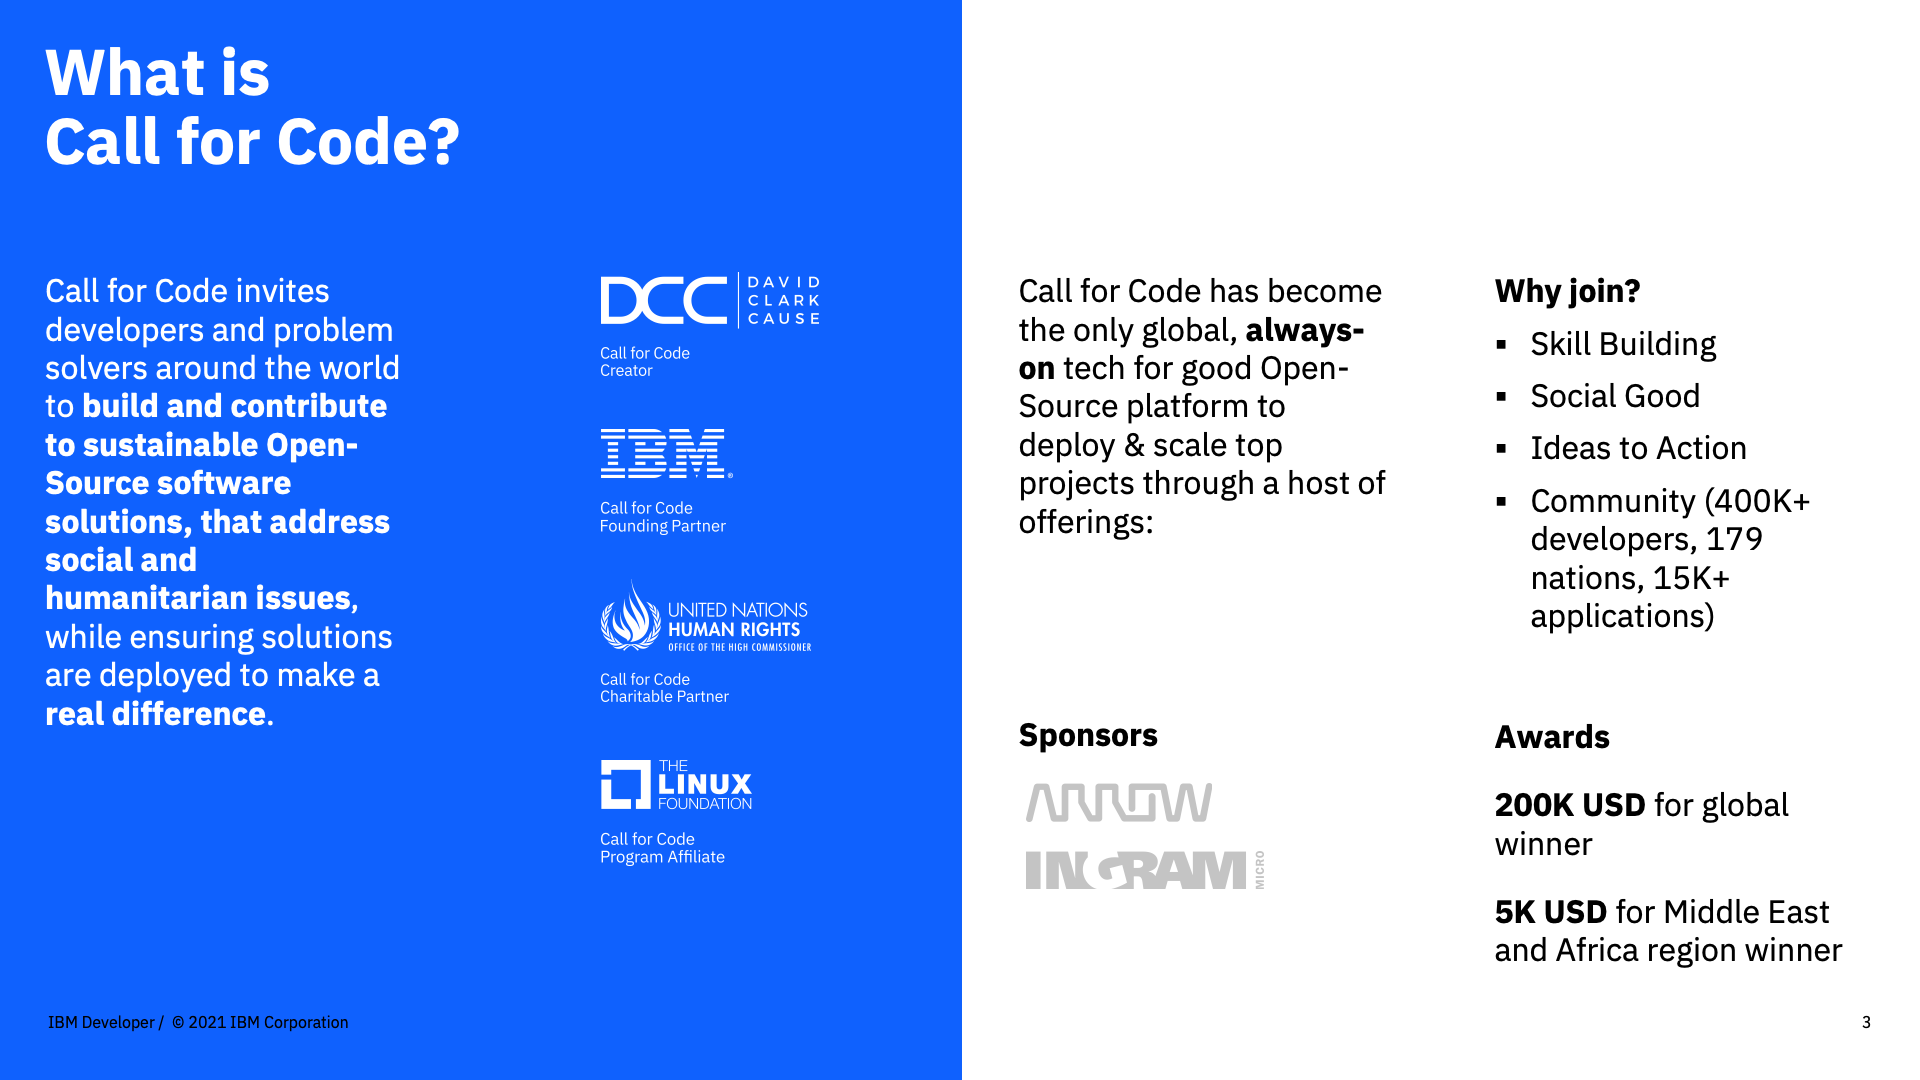 What is
Call for Code?
Call for Code invites
developers and problem
solvers around the world
to build and contribute
to sustainable Open-
Source software
solutions, that address
social and
humanitarian issues,
while ensuring solutions
are deployed to make a
real difference.
DCC
DAVID
CLARK
CAUSE
Call for Code
Creator
IBM®
Call for Code
Founding Partner
UNITED NATIONS
HUMAN RIGHTS
OFFICE OF THE HIGH COMMISSIONER
Call for Code
Charitable Partner
THE
LINUX
FOUNDATION
Call for Code
Program Affiliate
Call for Code has become
the only global, always-
on tech for good Open-
Source platform to
deploy & scale top
projects through a host of
offerings:
Why join?
▪ Skill Building
▪ Social Good
▪ Ideas to Action
▪ Community (400K+
developers, 179
nations, 15K+
applications)
Sponsors
ARROW
INGRAM MICRO
Awards
200K USD for global
winner
5K USD for Middle East
and Africa region winner
IBM Developer / © 2021 IBM Corporation
3